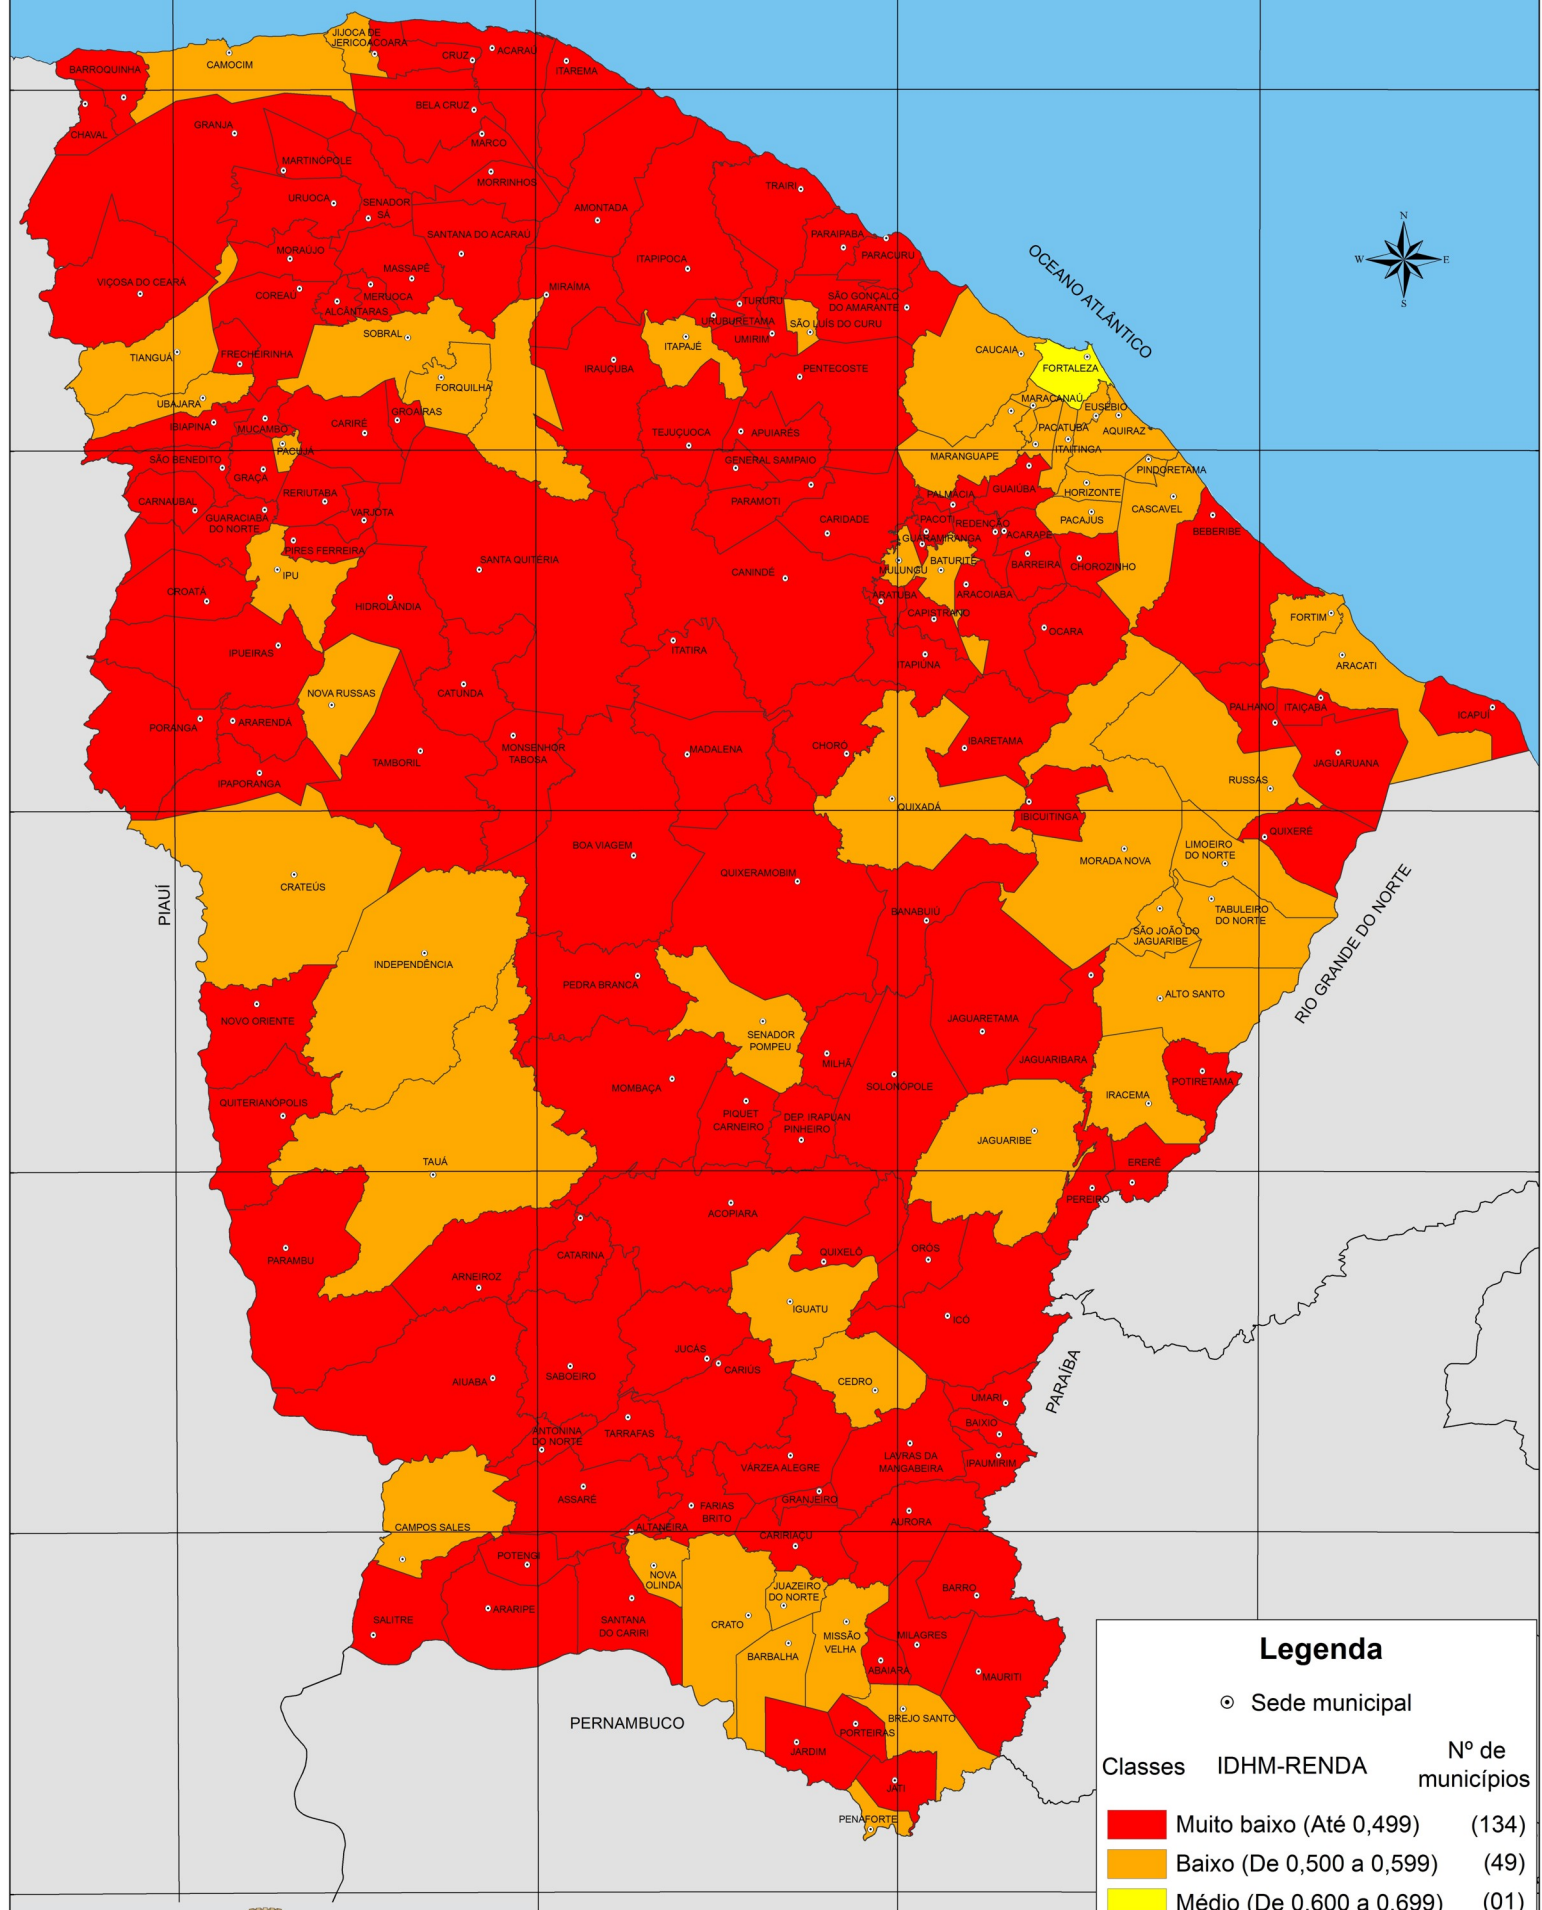 JIJOCA DE
JERICOACOARA
CAMOCIM
CRUZ
ACARAÚ
ITAREMA
BARROQUINHA
CHAVAL
GRANJA
BELA CRUZ
MARCO
MARTINÓPOLE
MORRINHOS
URUOCA
SENADOR
SÁ
AMONTADA
TRAIRI
SANTANA DO ACARAÚ
MORAÚJO
MASSAPÊ
ITAPIPOCA
PARAIPABA
PARACURU
OCEANO ATLÂNTICO
N
W
E
S
VIÇOSA DO CEARÁ
COREAU
MERUOCA
ALCÂNTARAS
MIRAÍMA
TURURU
URUBURETAMA
UMIRIM
SÃO GONÇALO
DO AMARANTE
SÃO LUÍS DO CURU
SOBRAL
TIANGUÁ
FRECHEIRINHA
ITAPAJÉ
IRAUÇUBA
PENTECOSTE
CAUCAIA
FORTALEZA
FORQUILHA
UBAJARA
IBIAPINA
MUCAMBO
PACUJÁ
CARIRÉ
GROAÍRAS
MARACANAÚ
EUSÉBIO
PACATUBA
AQUIRAZ
ITAITINGA
TEJUÇUOCA
APUIARÉS
GENERAL SAMPAIO
MARANGUAPE
PINDORETAMA
SÃO BENEDITO
GRAÇA
RERIUTABA
VARJOTA
CARNAUBAL
GUARACIABA
DO NORTE
PARAMOTI
CARIDADE
PALMÁCIA
GUAIÚBA
HORIZONTE
CASCAVEL
PACAJUS
BEBERIBE
PACOTI
REDENÇÃO
ACARAPE
GUARAMIRANGA
PIRES FERREIRA
IPU
SANTA QUITERIA
CANINDÉ
MULUNGU
BATURITÉ
BARREIRA
CHOROZINHO
CROATÁ
HIDROLÂNDIA
ARATUBA
ARACOIABA
CAPISTRANO
OCARA
FORTIM
IPUEIRAS
ITATIRA
ITAPIÚNA
ARACATI
NOVA RUSSAS
CATUNDA
PORANGA
ARARENDÁ
PALHANO
ITAIÇABA
ICAPUÍ
MONSENHOR
TABOSA
MADALENA
CHORÓ
IBARETAMA
JAGUARUANA
IPAPORANGA
TAMBORIL
RUSSAS
QUIXADÁ
IBICUITINGA
QUIXERÉ
CRATEÚS
BOA VIAGEM
QUIXERAMOBIM
MORADA NOVA
LIMOEIRO
DO NORTE
PIAUÍ
BANABUIÚ
TABULEIRO
DO NORTE
SÃO JOÃO DO
JAGUARIBE
RIO GRANDE DO NORTE
INDEPENDÊNCIA
PEDRA BRANCA
ALTO SANTO
NOVO ORIENTE
SENADOR
POMPEU
JAGUARETAMA
JAGUARIBARA
MILHÃ
SOLONÓPOLE
MOMBAÇA
POTIRETAMA
QUITERIANÓPOLIS
IRACEMA
PIQUET
CARNEIRO
DEP. IRAPUAN
PINHEIRO
JAGUARIBE
TAUÁ
ERERÊ
PEREIRO
ACOPIARA
PARAMBU
CATARINA
QUIXELÔ
ORÓS
ARNEIROZ
IGUATU
ICÓ
JUCÁS
CARIÚS
AIUABA
SABOEIRO
CEDRO
PARAÍBA
UMARI
BAIXIO
ANTONINA
DO NORTE
TARRAFAS
VÁRZEA ALEGRE
LAVRAS DA
MANGABEIRA
IPAUMIRIM
ASSARÉ
FARIAS
BRITO
GRANJEIRO
AURORA
CAMPOS SALES
ALTANEIRA
CARIRIAÇU
POTENGI
NOVA
OLINDA
JUAZEIRO
DO NORTE
BARRO
SALITRE
ARARIPE
SANTANA
DO CARIRI
CRATO
MISSÃO
VELHA
MILAGRES
BARBALHA
ABAIARA
MAURITI
PERNAMBUCO
BREJO SANTO
PORTEIRAS
JARDIM
JATI
PENAFORTE
Legenda
Sede municipal
Classes IDHM-RENDA Nº de
municípios
Muito baixo (Até 0,499) (134)
Baixo (De 0,500 a 0,599) (49)
Médio (De 0,600 a 0,699) (01)